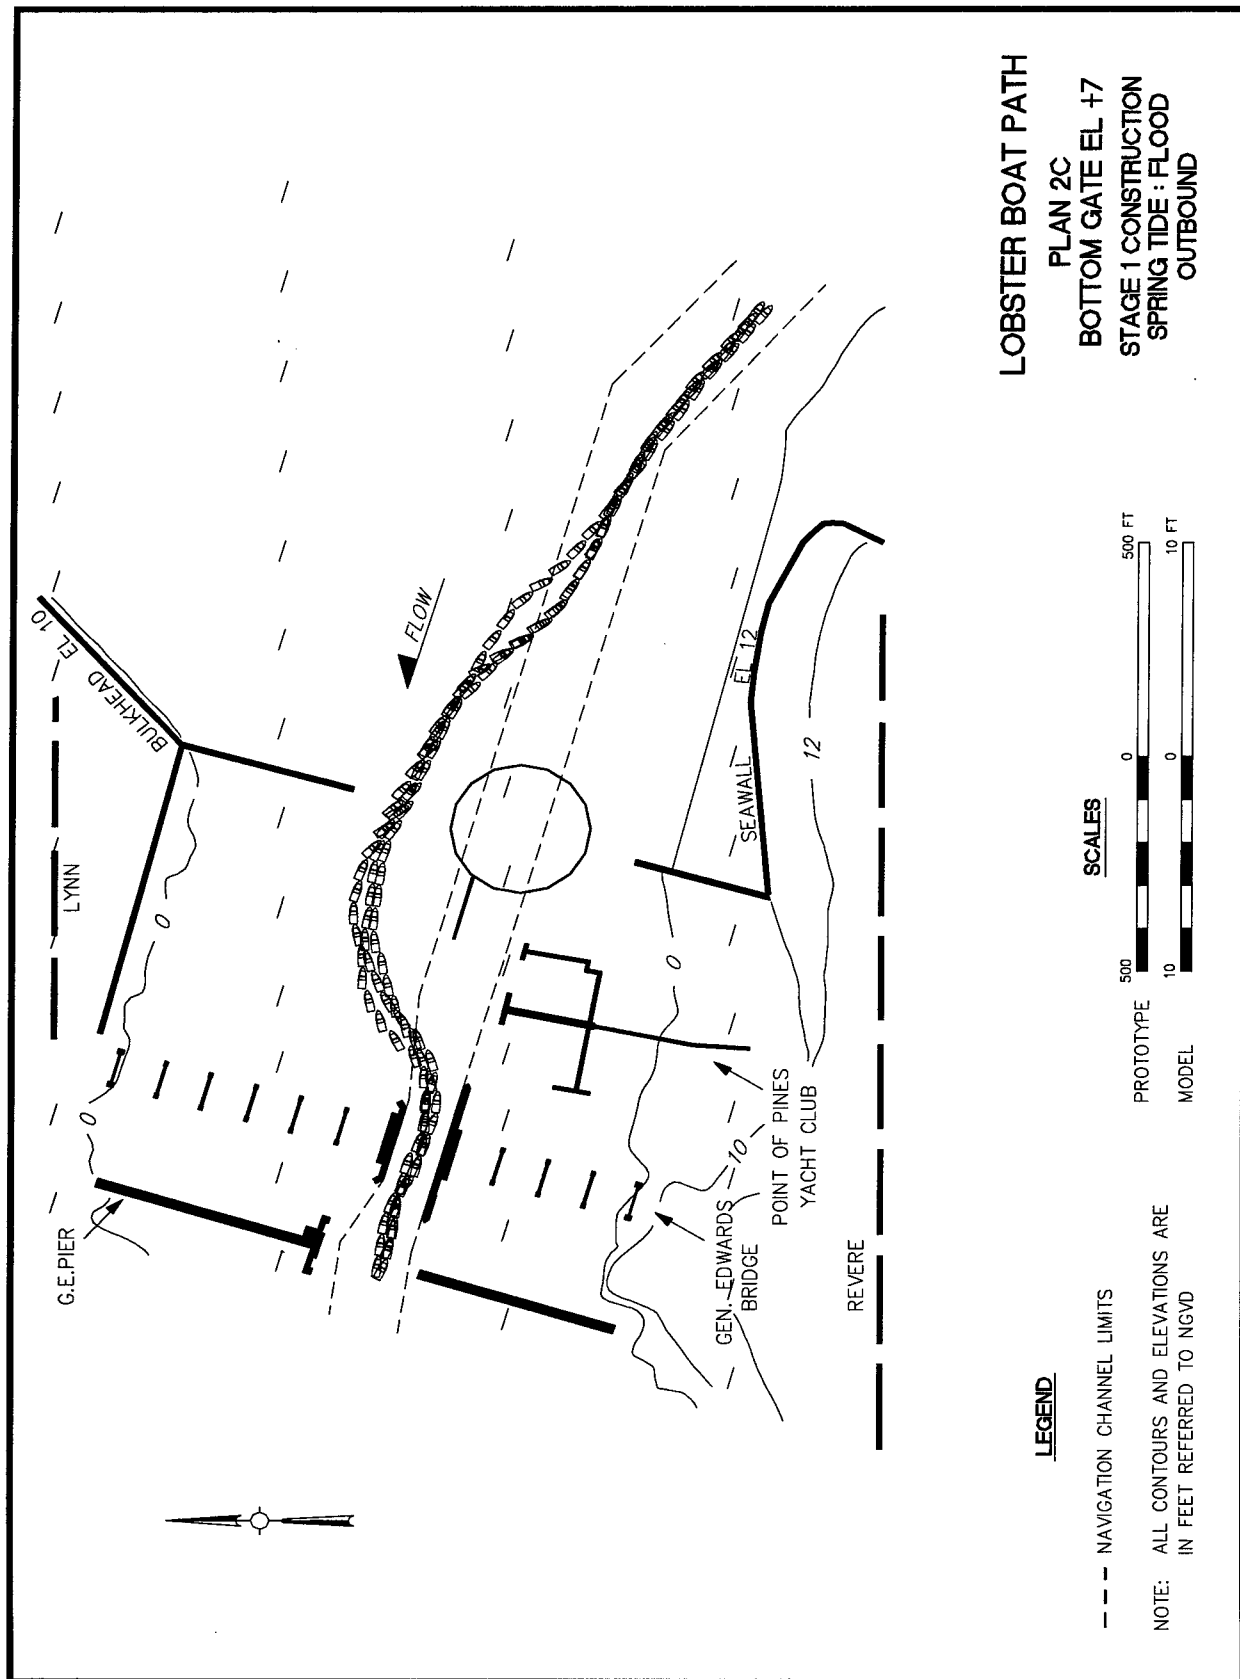 BULKHEAD EL 10
LYNN
0
0
G.E.PIER
FLOW
SEAWALL EL 12
12
0
10
POINT OF PINES
YACHT CLUB
GEN. EDWARDS
BRIDGE
REVERE
LOBSTER BOAT PATH
PLAN 2C
BOTTOM GATE EL +7
STAGE 1 CONSTRUCTION
SPRING TIDE : FLOOD
OUTBOUND
LEGEND
--- NAVIGATION CHANNEL LIMITS
NOTE: ALL CONTOURS AND ELEVATIONS ARE
IN FEET REFERRED TO NGVD
SCALES
PROTOTYPE 500 0 500 FT
MODEL 10 0 10 FT